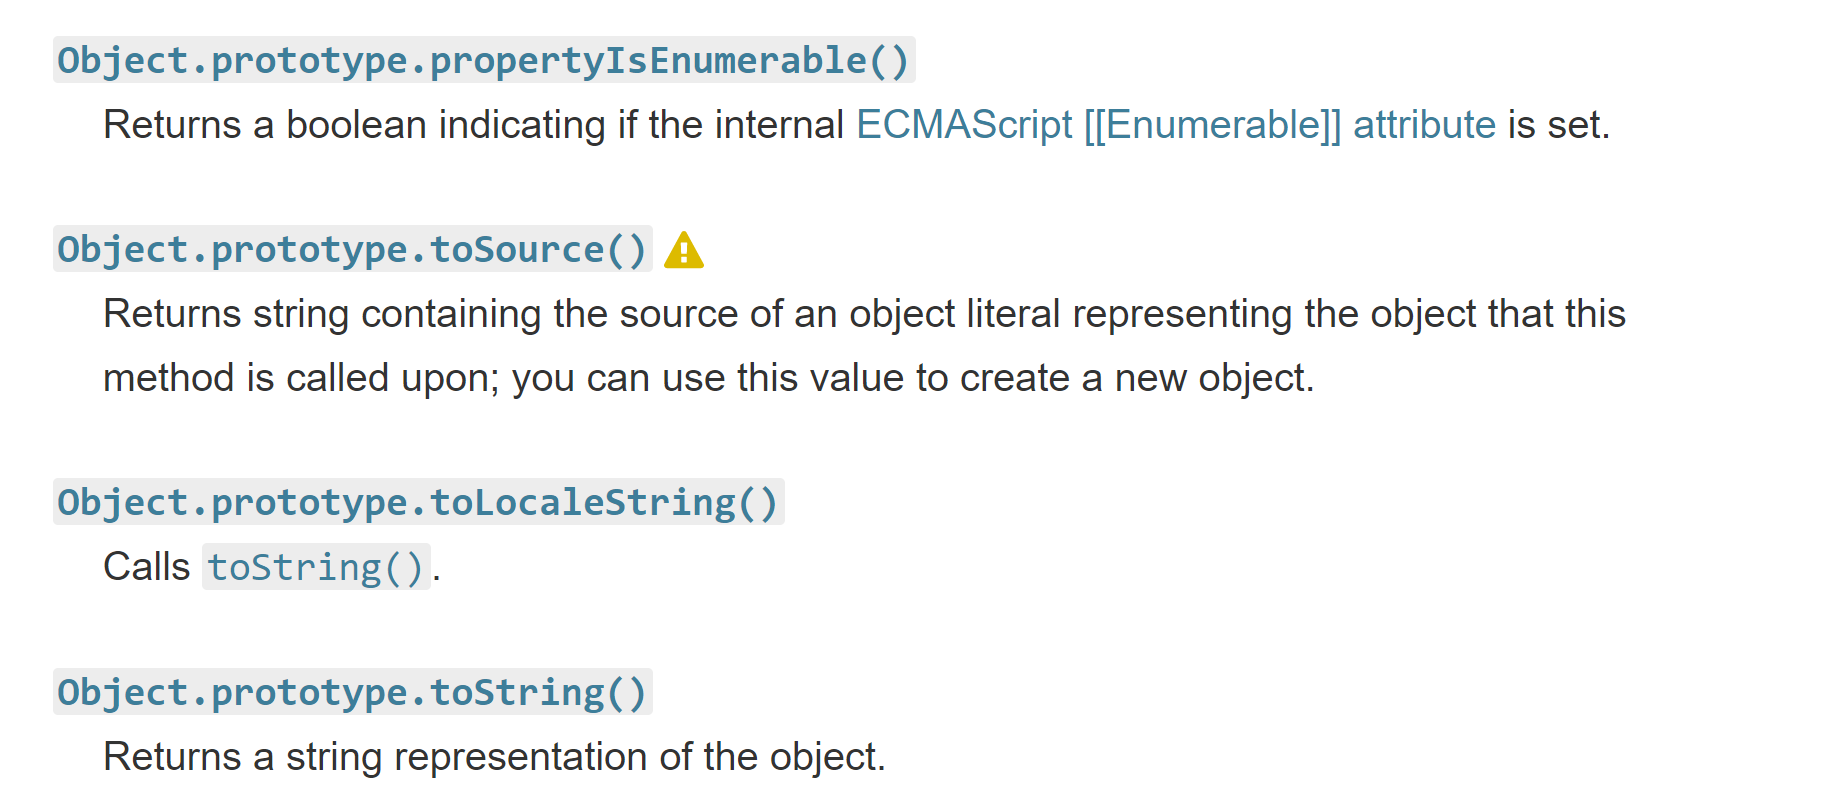 Object.prototype.propertyIsEnumerable()
Returns a boolean indicating if the internal ECMAScript [[Enumerable]] attribute is set.
Object.prototype.toSource()
Returns string containing the source of an object literal representing the object that this
method is called upon; you can use this value to create a new object.
Object.prototype.toLocaleString()
Calls toString().
Object.prototype.toString()
Returns a string representation of the object.